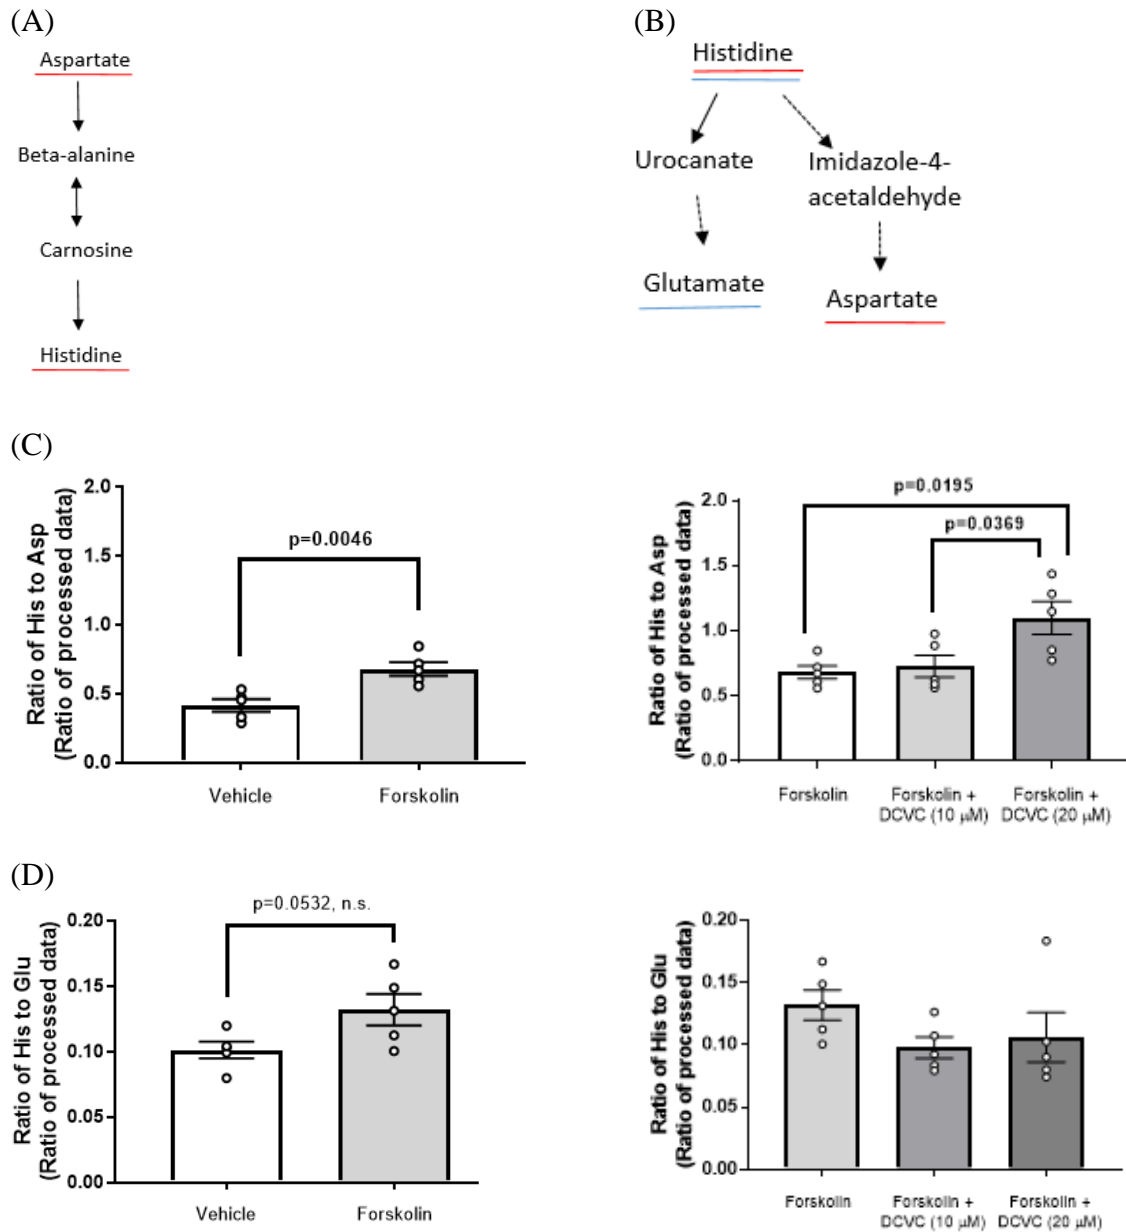 (A)
Aspartate
Beta-alanine
Carnosine
Histidine
(B)
Histidine
Urocanate
Imidazole-4-
acetaldehyde
Glutamate
Aspartate
(C)
Ratio of His to Asp
(Ratio of processed data)
2.0
1.5
1.0
0.5
0.0
p=0.0046
Vehicle
Forskolin
Ratio of His to Asp
(Ratio of processed data)
2.0
1.5
1.0
0.5
0.0
p=0.0195
p=0.0369
Forskolin
Forskolin +
DCVC (10 μM)
Forskolin +
DCVC (20 μM)
(D)
Ratio of His to Glu
(Ratio of processed data)
0.20
0.15
0.10
0.05
0.00
p=0.0532, n.s.
Vehicle
Forskolin
Ratio of His to Glu
(Ratio of processed data)
0.20
0.15
0.10
0.05
0.00
Forskolin
Forskolin +
DCVC (10 μM)
Forskolin +
DCVC (20 μM)